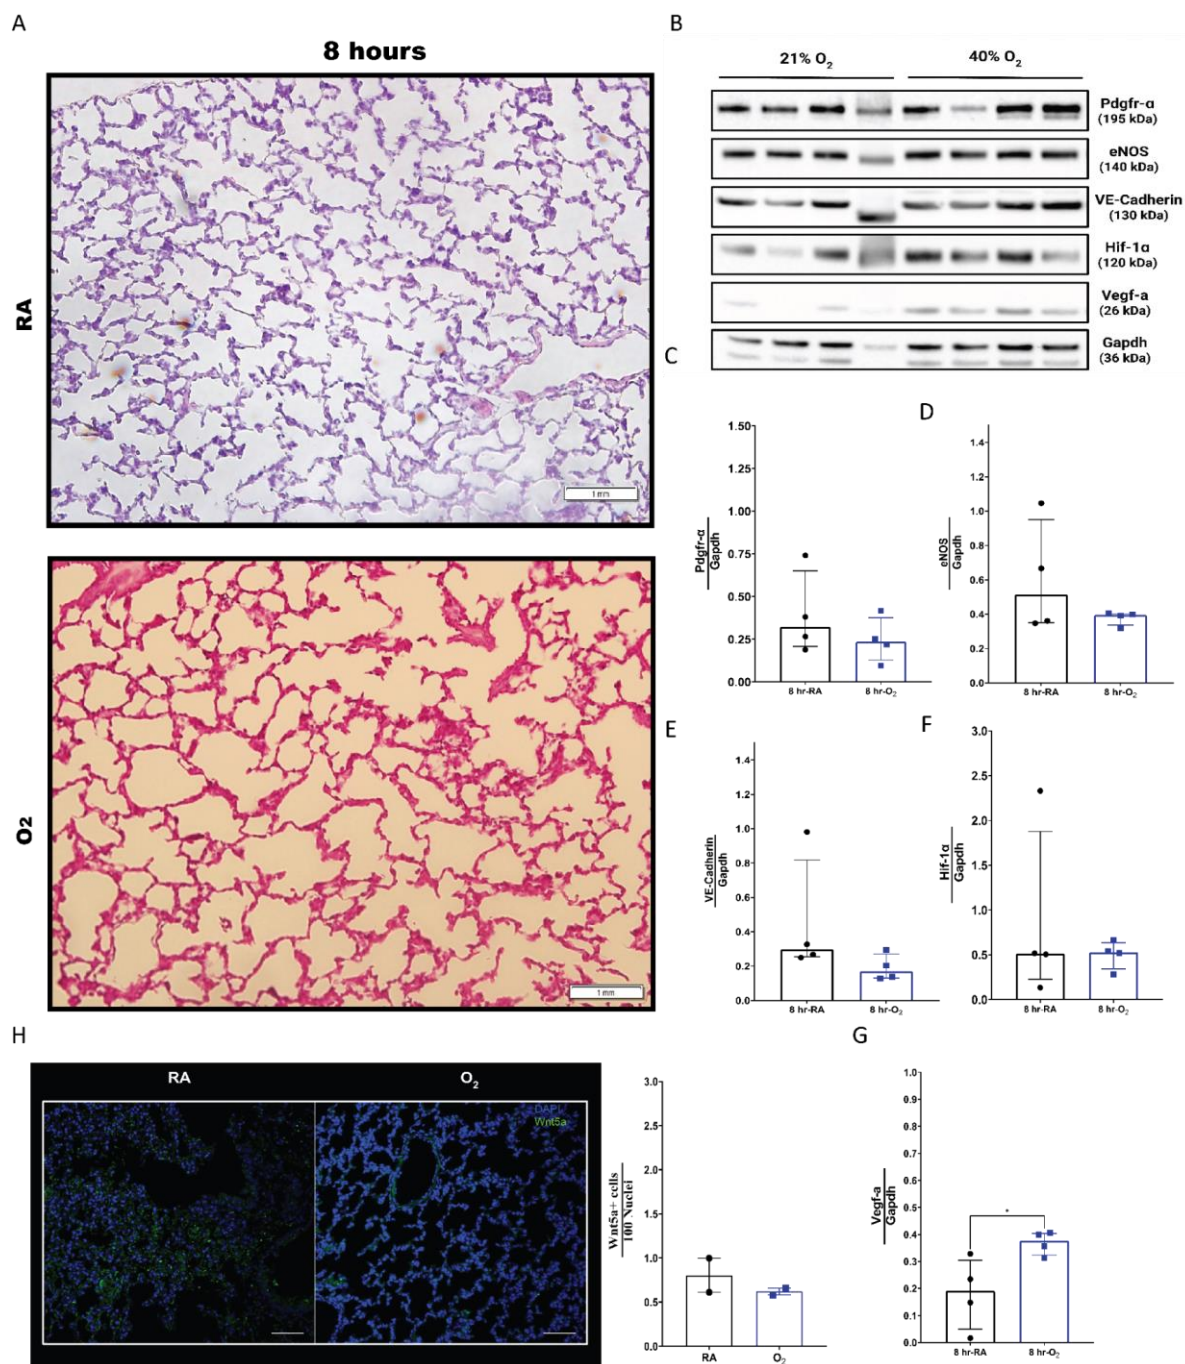 A
8 hours
RA
1 mm
O2
1 mm
B
21% O2
40% O2
Pdgfr-α
(195 kDa)
eNOS
(140 kDa)
VE-Cadherin
(130 kDa)
Hif-1α
(120 kDa)
Vegf-a
(26 kDa)
Gapdh
(36 kDa)
C
1.50
1.25
1.00
0.75
0.50
0.25
0.00
Pdgfr-α
Gapdh
8 hr-RA
8 hr-O2
D
1.4
1.2
1.0
0.8
0.6
0.4
0.2
0.0
eNOS
Gapdh
8 hr-RA
8 hr-O2
E
1.4
1.2
1.0
0.8
0.6
0.4
0.2
0.0
VE-Cadherin
Gapdh
8 hr-RA
8 hr-O2
F
3.0
2.5
2.0
1.5
1.0
0.5
0.0
Hif-1α
Gapdh
8 hr-RA
8 hr-O2
H
RA
O2
DAPI
Wnt5a
3.0
2.5
2.0
1.5
1.0
0.5
0.0
Wnt5a+ cells
100 Nuclei
RA
O2
G
1.0
0.9
0.8
0.7
0.6
0.5
0.4
0.3
0.2
0.1
0.0
Vegf-a
Gapdh
*
8 hr-RA
8 hr-O2